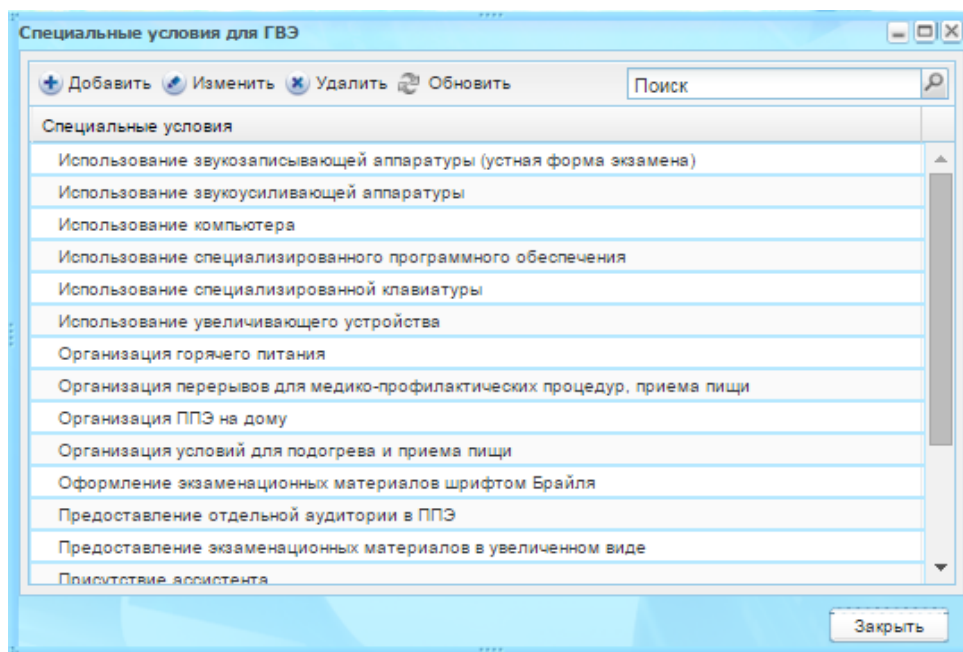 Специальные условия для ГВЭ
Добавить Изменить Удалить Обновить Поиск
Специальные условия
Использование звукозаписывающей аппаратуры (устная форма экзамена)
Использование звукоусиливающей аппаратуры
Использование компьютера
Использование специализированного программного обеспечения
Использование специализированной клавиатуры
Использование увеличивающего устройства
Организация горячего питания
Организация перерывов для медико-профилактических процедур, приема пищи
Организация ППЭ на дому
Организация условий для подогрева и приема пищи
Оформление экзаменационных материалов шрифтом Брайля
Предоставление отдельной аудитории в ППЭ
Предоставление экзаменационных материалов в увеличенном виде
Присутствие ассистента
Закрыть